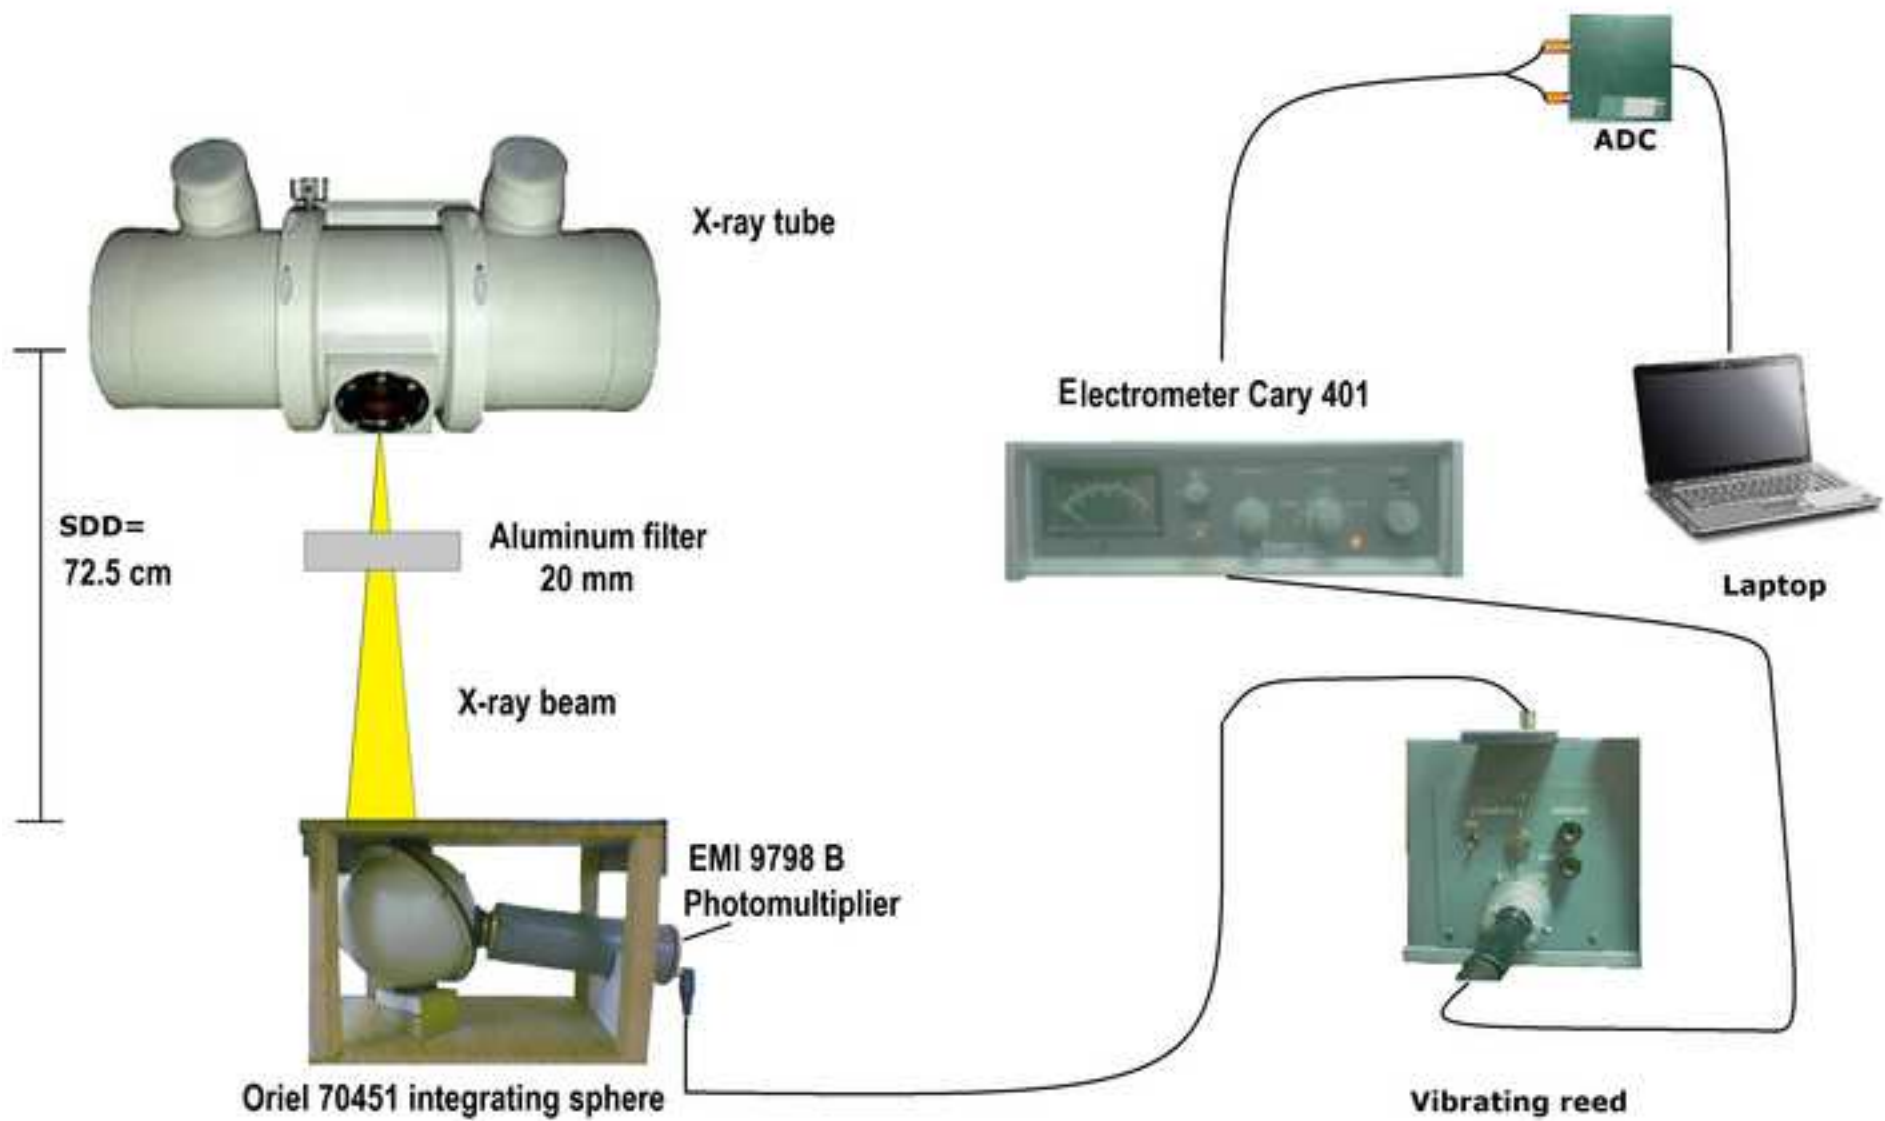 ADC
X-ray tube
Electrometer Cary 401
SDD=
72.5 cm
Aluminum filter
20 mm
Laptop
X-ray beam
EMI 9798 B
Photomultiplier
Oriel 70451 integrating sphere
Vibrating reed